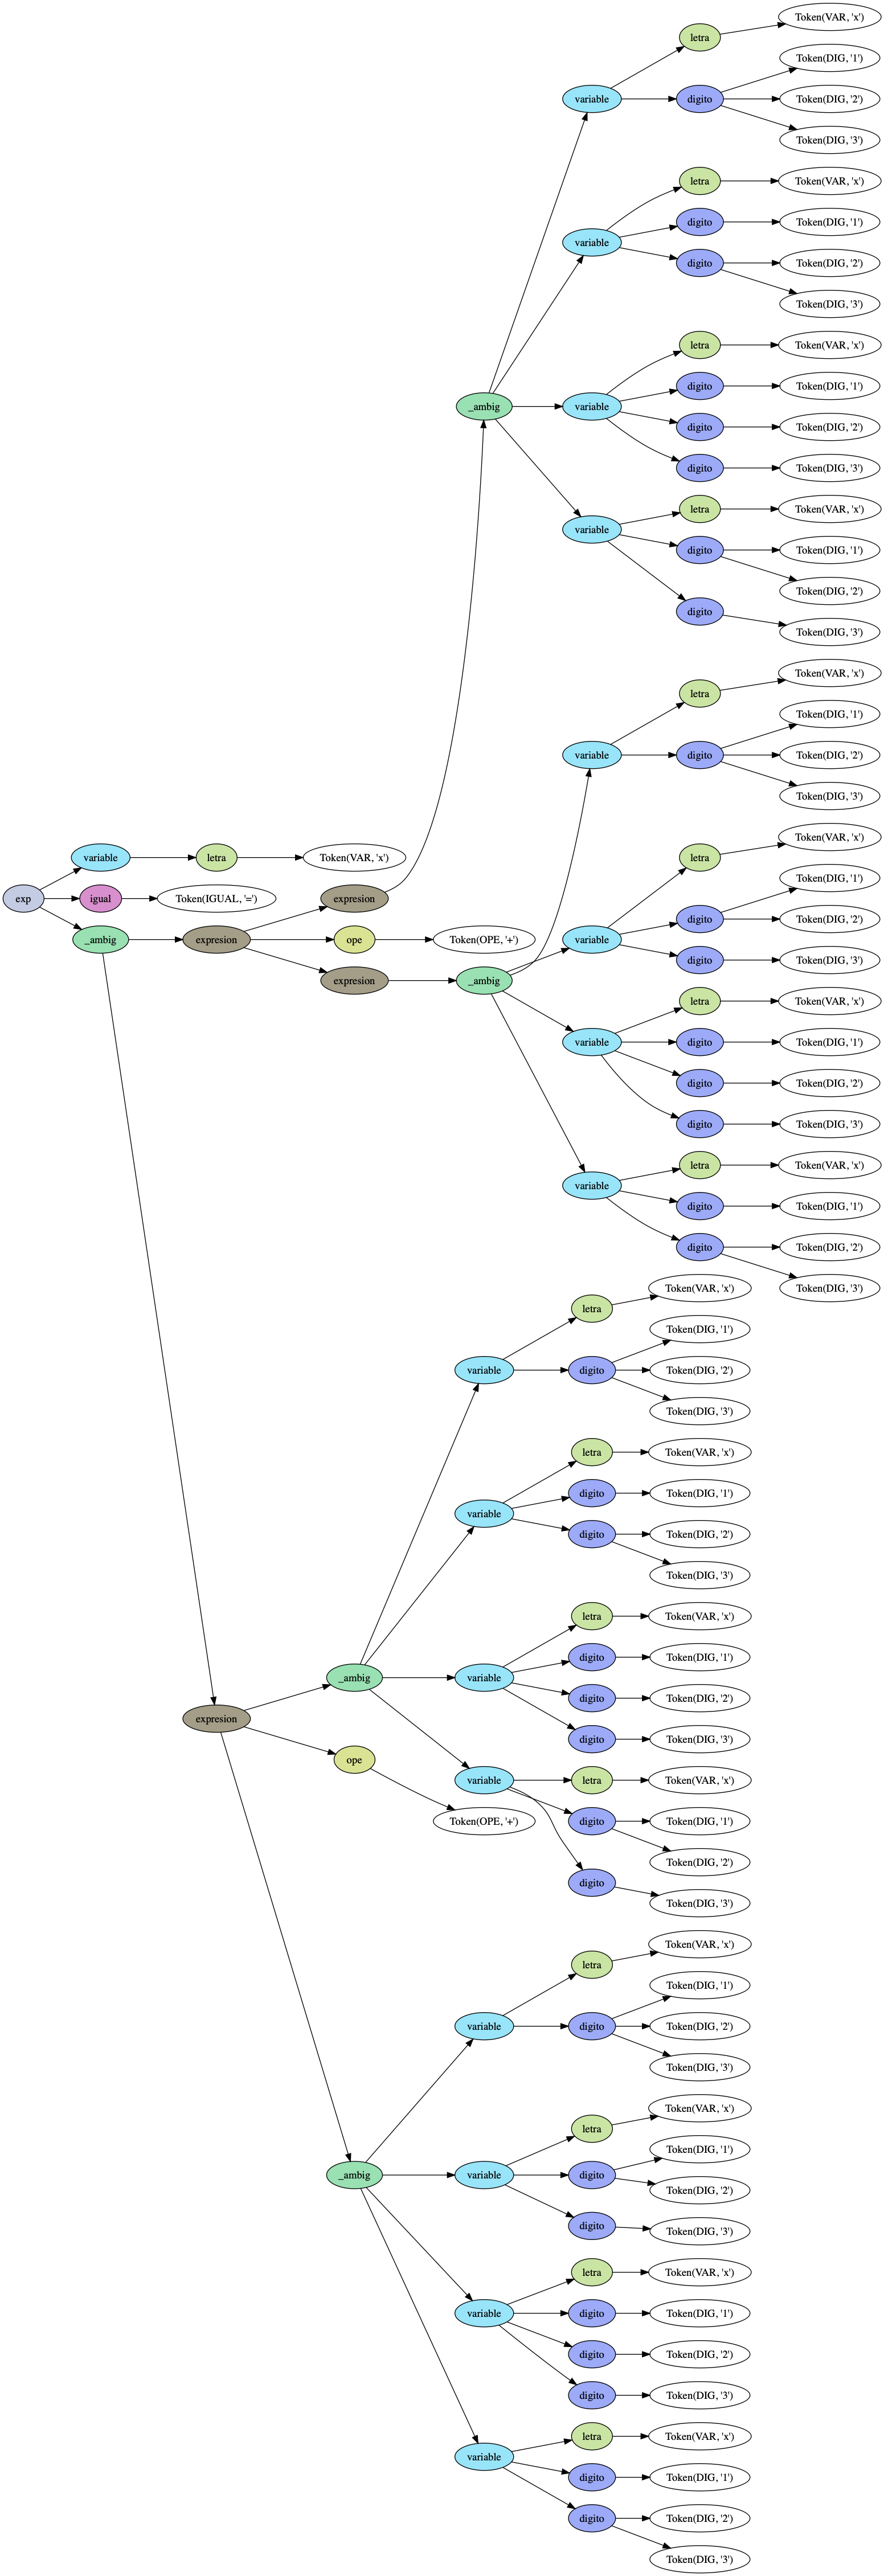 Token(VAR, 'x')
letra
Token(DIG, '1')
variable digito Token(DIG, '2')
Token(DIG, '3')
letra Token(VAR, 'x')
digito Token(DIG, '1')
variable
digito Token(DIG, '2')
Token(DIG, '3')
letra Token(VAR, 'x')
digito Token(DIG, '1')
_ambig variable
digito Token(DIG, '2')
digito Token(DIG, '3')
letra Token(VAR, 'x')
variable
digito Token(DIG, '1')
Token(DIG, '2')
digito
Token(DIG, '3')
Token(VAR, 'x')
letra
Token(DIG, '1')
variable digito Token(DIG, '2')
Token(DIG, '3')
Token(VAR, 'x')
variable letra Token(VAR, 'x') letra
Token(DIG, '1')
exp igual Token(IGUAL, '=') expresion
digito Token(DIG, '2')
_ambig expresion ope Token(OPE, '+') variable
digito Token(DIG, '3')
expresion _ambig
letra Token(VAR, 'x')
variable digito Token(DIG, '1')
digito Token(DIG, '2')
digito Token(DIG, '3')
letra Token(VAR, 'x')
variable
digito Token(DIG, '1')
digito Token(DIG, '2')
Token(VAR, 'x') Token(DIG, '3')
letra
Token(DIG, '1')
variable digito Token(DIG, '2')
Token(DIG, '3')
letra Token(VAR, 'x')
digito Token(DIG, '1')
variable
digito Token(DIG, '2')
Token(DIG, '3')
letra Token(VAR, 'x')
digito Token(DIG, '1')
_ambig variable
digito Token(DIG, '2')
expresion
digito Token(DIG, '3')
ope
variable letra Token(VAR, 'x')
Token(OPE, '+') digito Token(DIG, '1')
Token(DIG, '2')
digito
Token(DIG, '3')
Token(VAR, 'x')
letra
Token(DIG, '1')
variable digito Token(DIG, '2')
Token(DIG, '3')
Token(VAR, 'x')
letra
Token(DIG, '1')
_ambig variable digito
Token(DIG, '2')
digito Token(DIG, '3')
letra Token(VAR, 'x')
variable digito Token(DIG, '1')
digito Token(DIG, '2')
digito Token(DIG, '3')
letra Token(VAR, 'x')
variable
digito Token(DIG, '1')
digito Token(DIG, '2')
Token(DIG, '3')